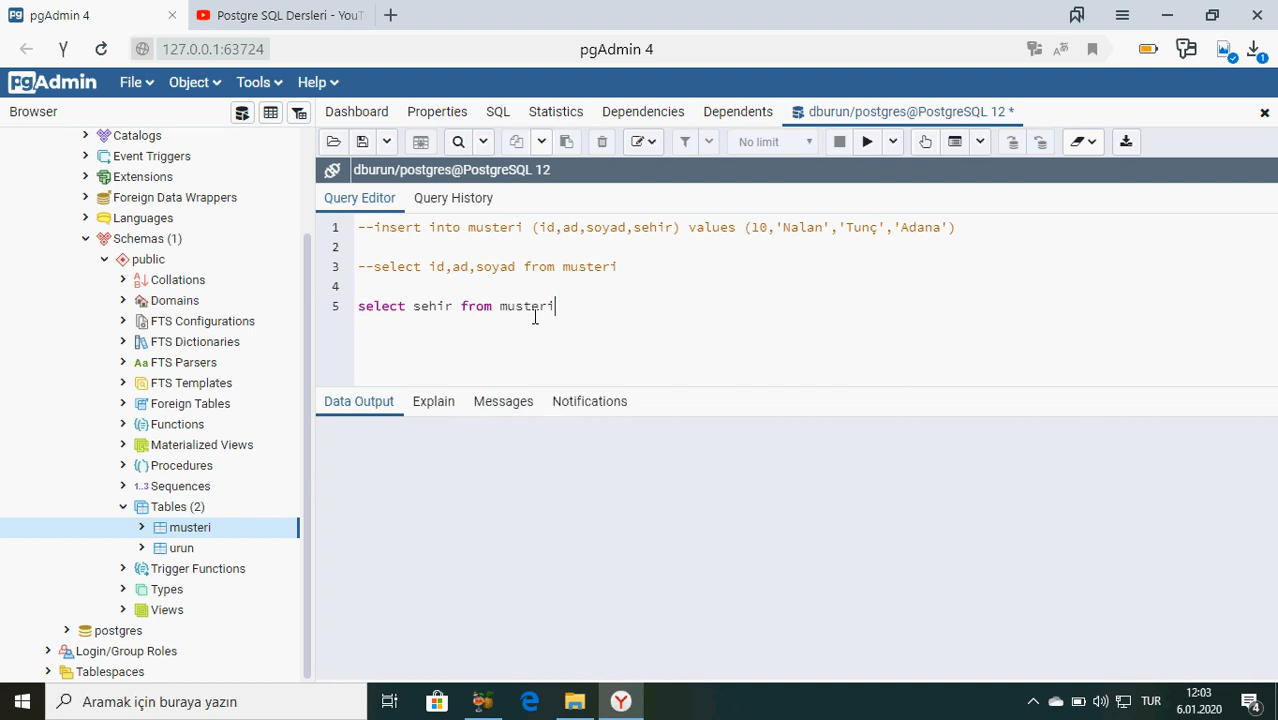 pgAdmin 4
Postgre SQL Dersleri - YouT
127.0.0.1:63724
pgAdmin 4
pgAdmin
File
Object
Tools
Help
Browser
Dashboard
Properties
SQL
Statistics
Dependencies
Dependents
dburun/postgres@PostgreSQL 12 *
No limit
dburun/postgres@PostgreSQL 12
Query Editor
Query History
1 --insert into musteri (id,ad,soyad,sehir) values (10,'Nalan','Tunç','Adana')
2
3 --select id,ad,soyad from musteri
4
5 select sehir from musteri
Data Output
Explain
Messages
Notifications
Catalogs
Event Triggers
Extensions
Foreign Data Wrappers
Languages
Schemas (1)
public
Collations
Domains
FTS Configurations
FTS Dictionaries
Aa FTS Parsers
FTS Templates
Foreign Tables
Functions
Materialized Views
Procedures
1..3 Sequences
Tables (2)
musteri
urun
Trigger Functions
Types
Views
postgres
Login/Group Roles
Tablespaces
Aramak için buraya yazın
TUR
12:03
6.01.2020
4
1